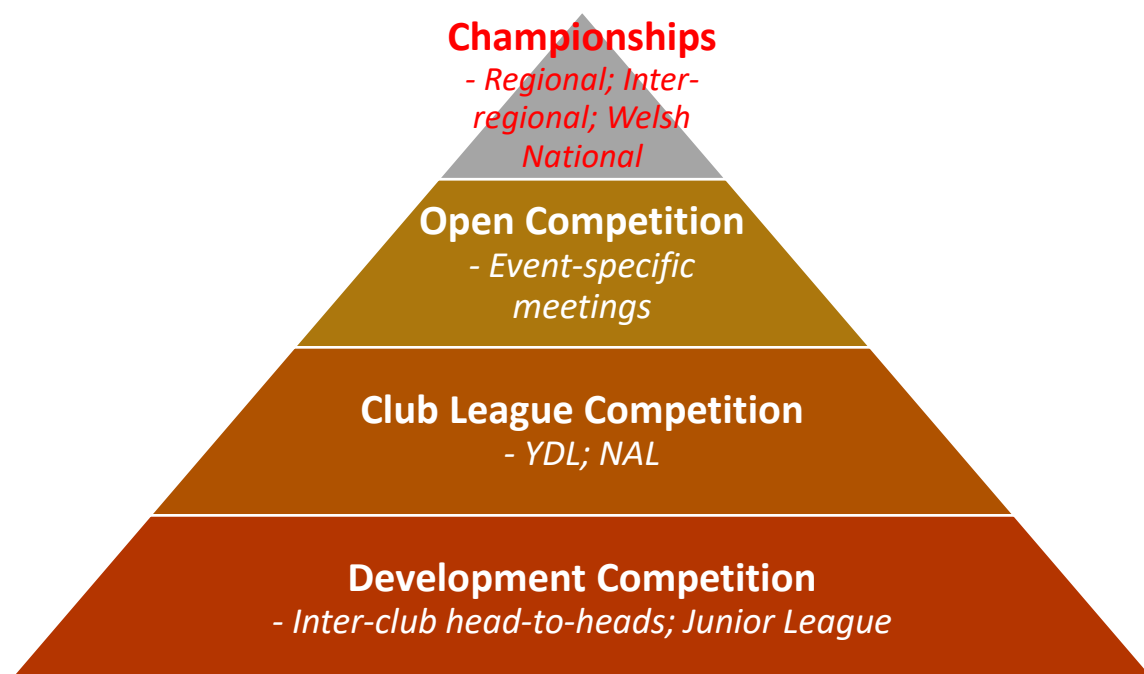 Championships
- Regional; Inter-
regional; Welsh
National
Open Competition
- Event-specific
meetings
Club League Competition
- YDL; NAL
Development Competition
- Inter-club head-to-heads; Junior League